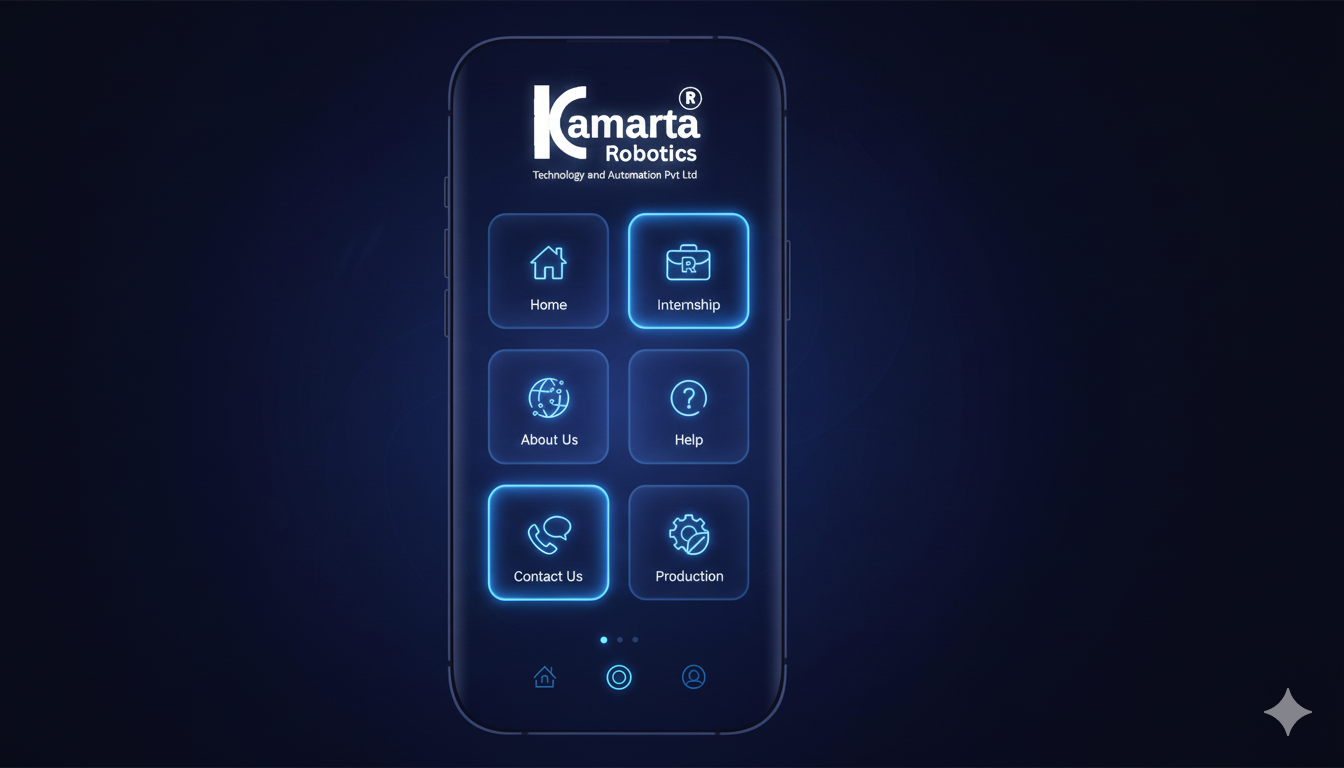 Kamarta ®
Robotics
Technology and Automation Pvt Ltd
Home
Internship
About Us
Help
Contact Us
Production